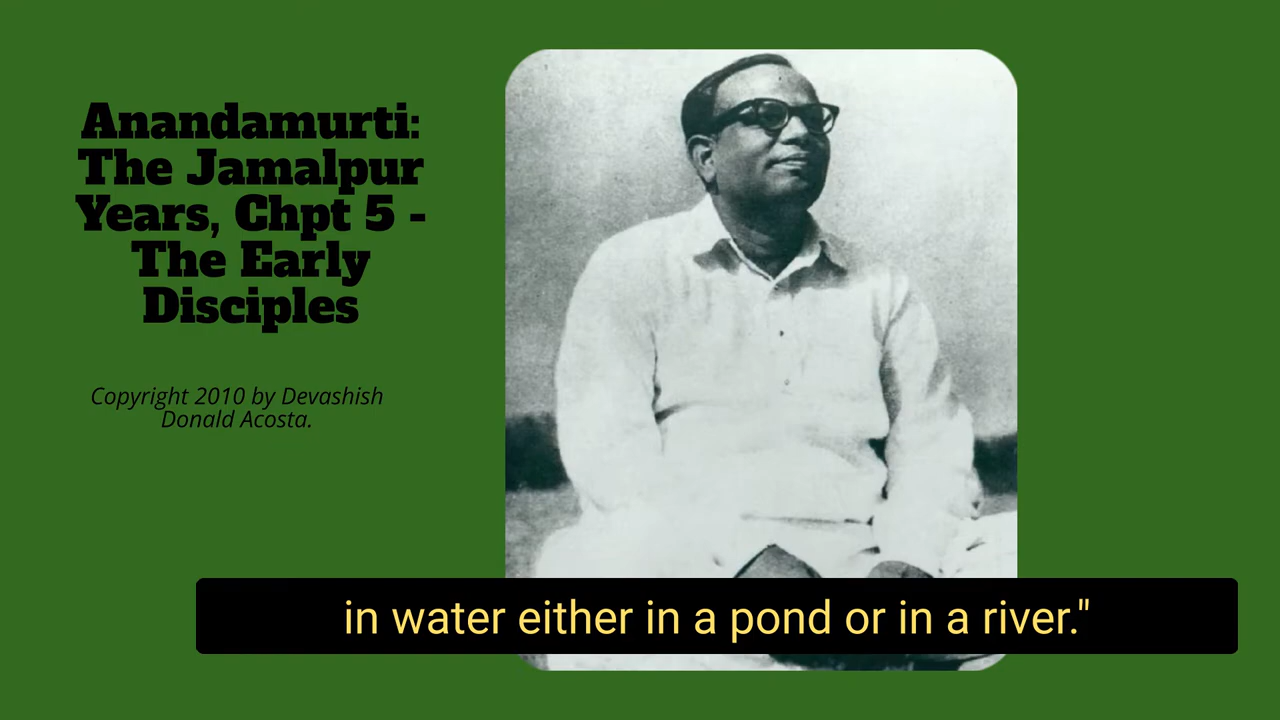 Anandamurti:
The Jamalpur
Years, Chpt 5 -
The Early
Disciples
Copyright 2010 by Devashish
Donald Acosta.
in water either in a pond or in a river."